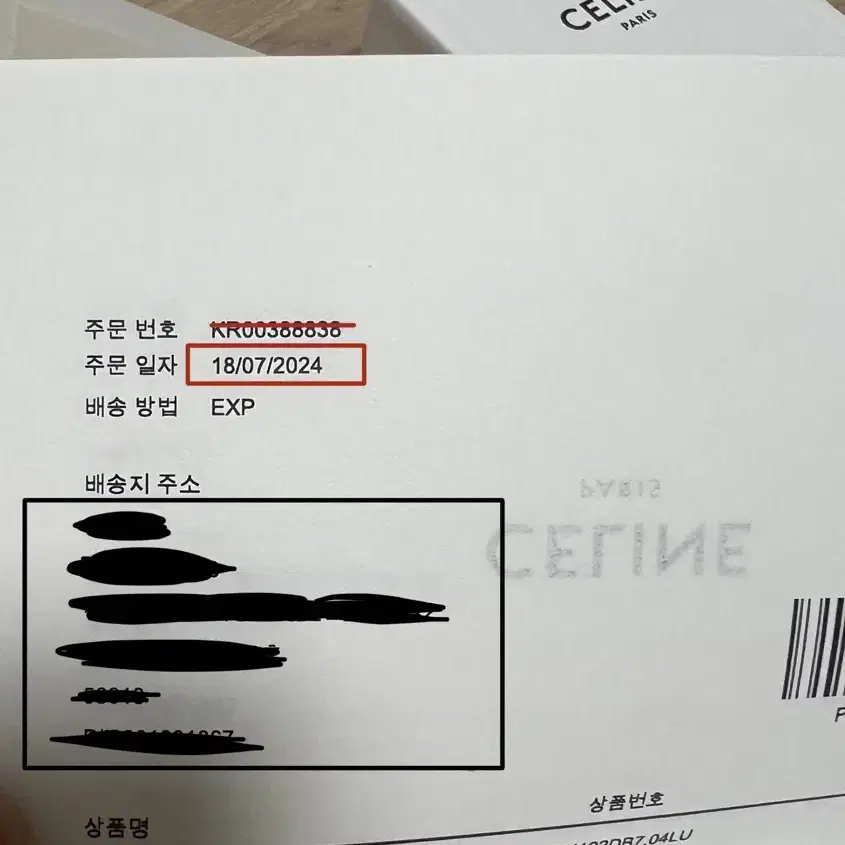 CELINE
PARIS
주문 번호 KR00388838
주문 일자 18/07/2024
배송 방법 EXP
배송지 주소
PARIS
CELINE
상품번호
상품명